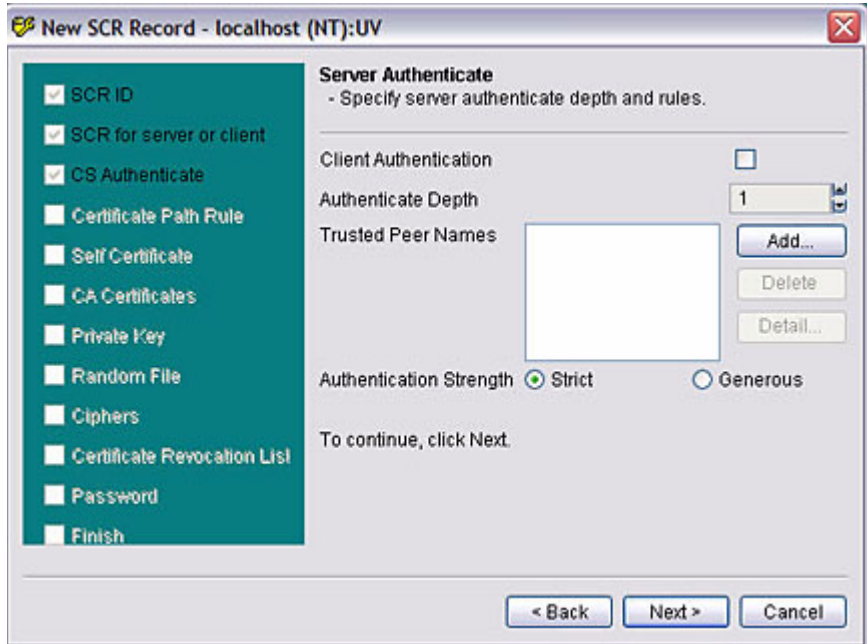 New SCR Record - localhost (NT):UV
SCR ID
SCR for server or client
CS Authenticate
Certificate Path Rule
Self Certificate
CA Certificates
Private Key
Random File
Ciphers
Certificate Revocation List
Password
Finish
Server Authenticate
- Specify server authenticate depth and rules.
Client Authentication
Authenticate Depth 1
Trusted Peer Names
Add...
Delete
Detail...
Authentication Strength Strict Generous
To continue, click Next.
< Back Next > Cancel